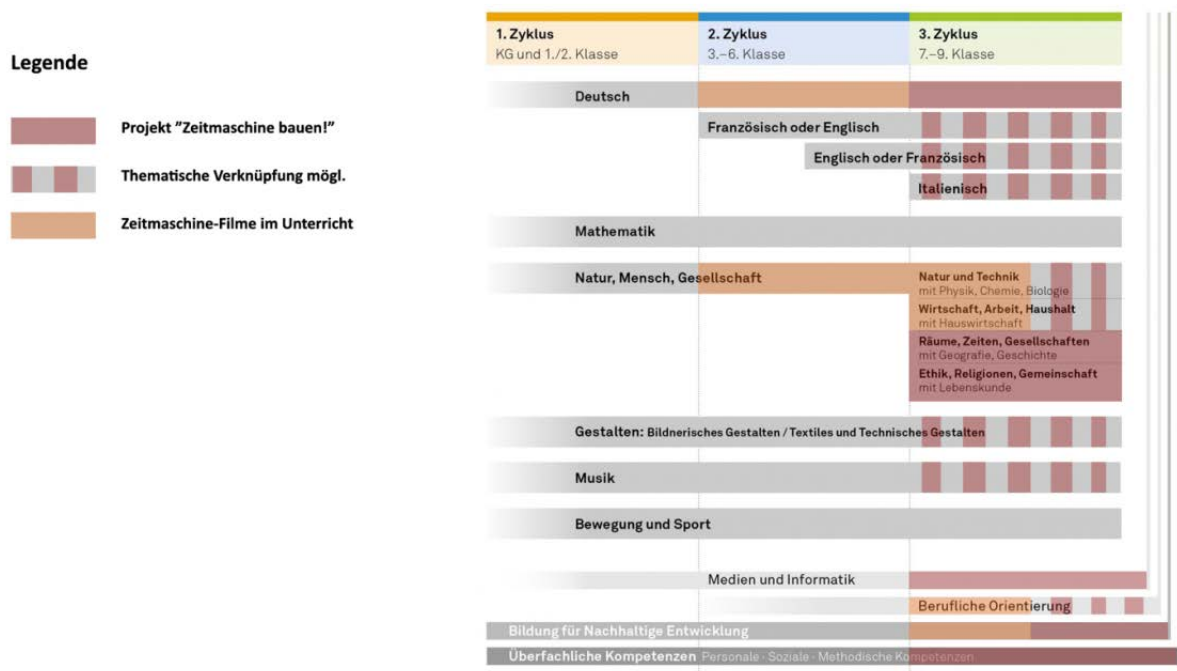 Legende
Projekt "Zeitmaschine bauen!"
Thematische Verknüpfung mögl.
Zeitmaschine-Filme im Unterricht
1. Zyklus
KG und 1./2. Klasse
2. Zyklus
3.–6. Klasse
3. Zyklus
7.–9. Klasse
Deutsch
Französisch oder Englisch
Englisch oder Französisch
Italienisch
Mathematik
Natur, Mensch, Gesellschaft
Natur und Technik
mit Physik, Chemie, Biologie
Wirtschaft, Arbeit, Haushalt
mit Hauswirtschaft
Räume, Zeiten, Gesellschaften
mit Geografie, Geschichte
Ethik, Religionen, Gemeinschaft
mit Lebenskunde
Gestalten: Bildnerisches Gestalten / Textiles und Technisches Gestalten
Musik
Bewegung und Sport
Medien und Informatik
Berufliche Orientierung
Bildung für Nachhaltige Entwicklung
Überfachliche Kompetenzen Personale · Soziale · Methodische Kompetenzen